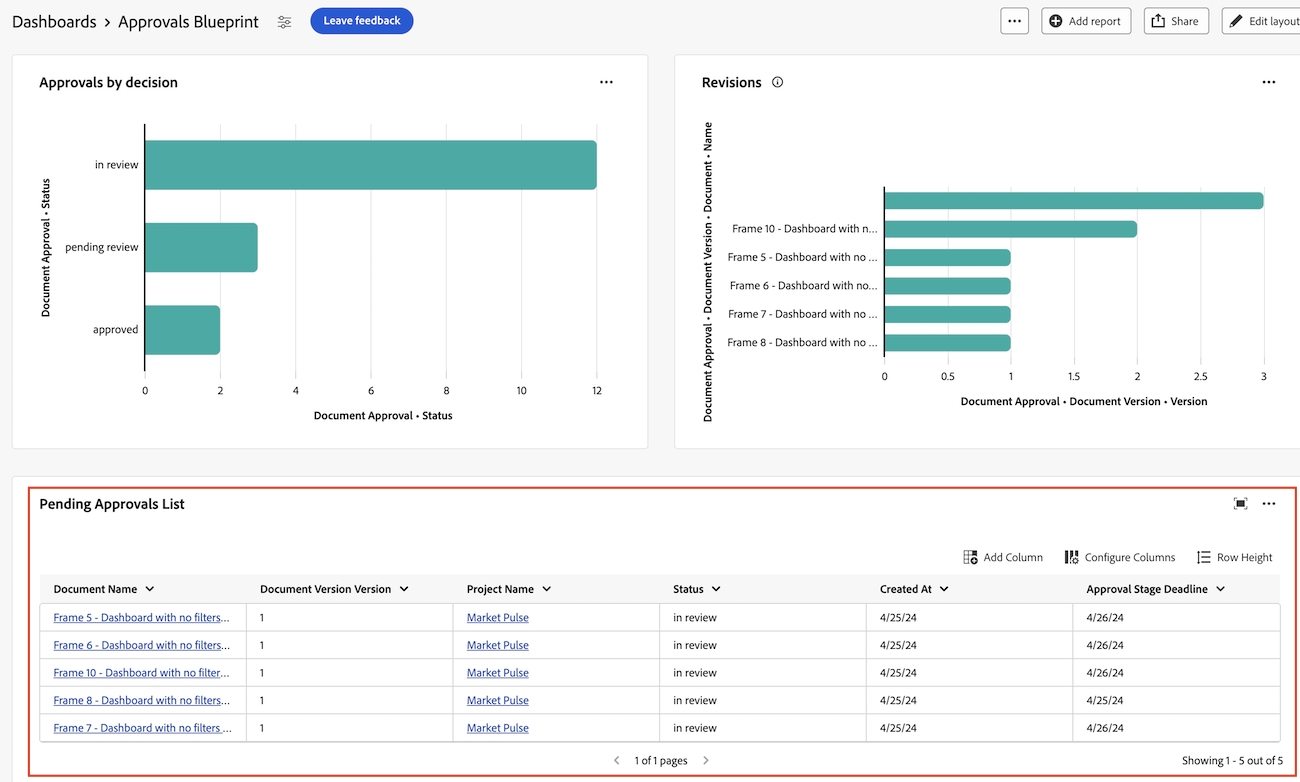 Dashboards > Approvals Blueprint Leave feedback ... Add report Share Edit layout
Approvals by decision ...
Document Approval • Status
in review
pending review
approved
0 2 4 6 8 10 12
Document Approval • Status
Revisions ...
Document Approval • Document Version • Document • Name
Frame 10 - Dashboard with n...
Frame 5 - Dashboard with no ...
Frame 6 - Dashboard with no...
Frame 7 - Dashboard with no ...
Frame 8 - Dashboard with no ...
0 0.5 1 1.5 2 2.5 3
Document Approval • Document Version • Version
Pending Approvals List ...
Add Column Configure Columns Row Height
Document Name Document Version Version Project Name Status Created At Approval Stage Deadline
Frame 5 - Dashboard with no filters... 1 Market Pulse in review 4/25/24 4/26/24
Frame 6 - Dashboard with no filters... 1 Market Pulse in review 4/25/24 4/26/24
Frame 10 - Dashboard with no filter... 1 Market Pulse in review 4/25/24 4/26/24
Frame 8 - Dashboard with no filters... 1 Market Pulse in review 4/25/24 4/25/24
Frame 7 - Dashboard with no filters ... 1 Market Pulse in review 4/25/24 4/26/24
< 1 of 1 pages > Showing 1 - 5 out of 5